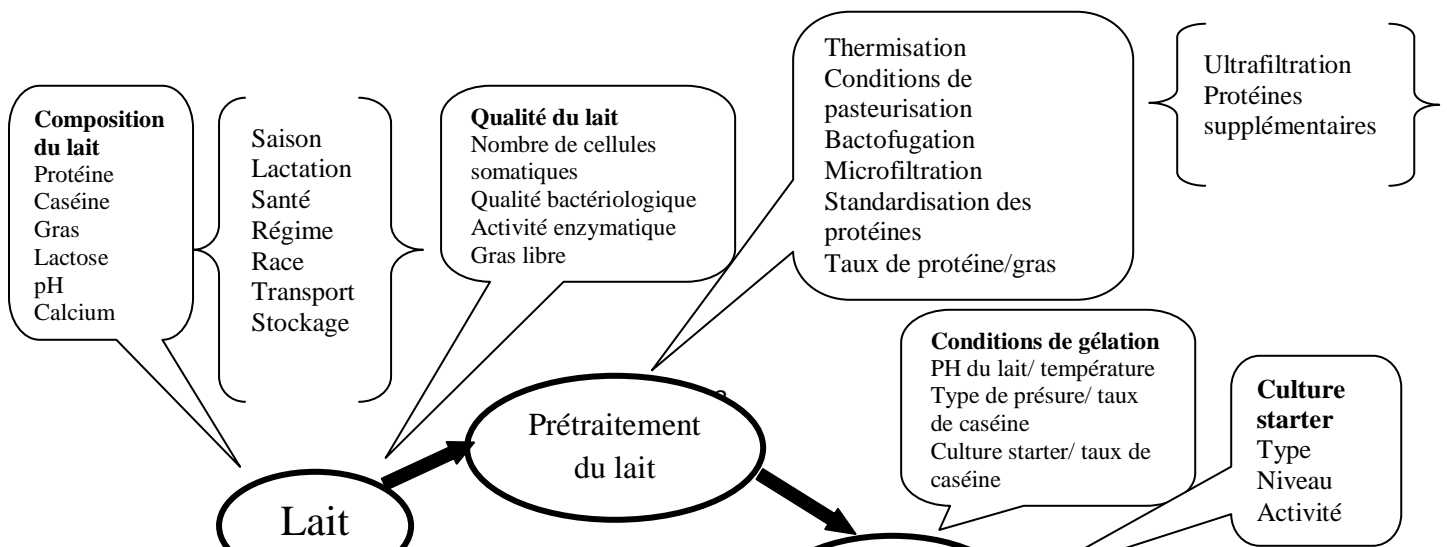 Composition
du lait
Protéine
Caséine
Gras
Lactose
pH
Calcium
Saison
Lactation
Santé
Régime
Race
Transport
Stockage
Qualité du lait
Nombre de cellules
somatiques
Qualité bactériologique
Activité enzymatique
Gras libre
Thermisation
Conditions de
pasteurisation
Bactofugation
Microfiltration
Standardisation des
protéines
Taux de protéine/gras
Ultrafiltration
Protéines
supplémentaires
Conditions de gélation
PH du lait/ température
Type de présure/ taux
de caséine
Culture starter/ taux de
caséine
Culture
starter
Type
Niveau
Activité
Prétraitement
du lait
Lait